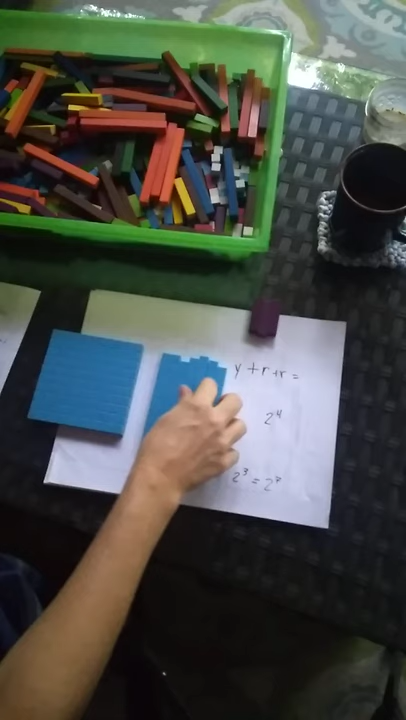 y + r + r =
2⁴
2³ = 2⁷